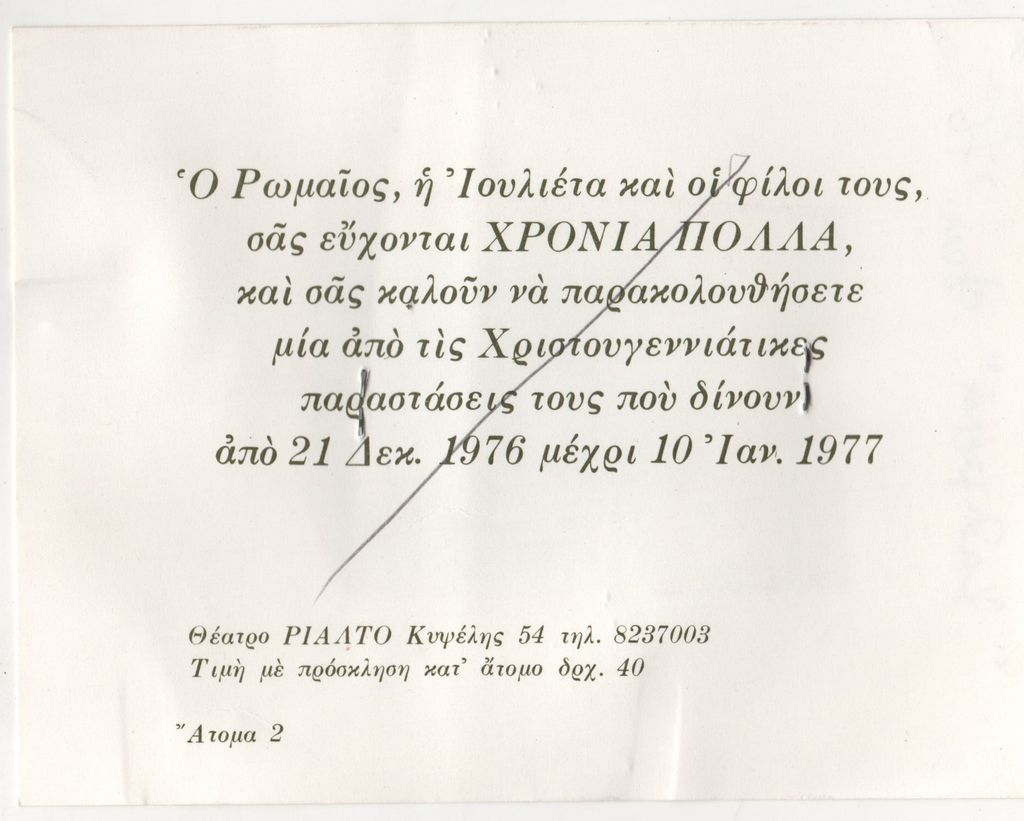 Ὁ Ρωμαῖος, ἡ Ἰουλιέτα καὶ οἱ φίλοι τους,
σᾶς εὔχονται ΧΡΟΝΙΑ ΠΟΛΛΑ,
καὶ σᾶς καλοῦν νὰ παρακολουθήσετε
μία ἀπὸ τὶς Χριστουγεννιάτικες
παραστάσεις τους ποὺ δίνουν
ἀπὸ 21 Δεκ. 1976 μέχρι 10 Ἰαν. 1977
Θέατρο ΡΙΑΛΤΟ Κυψέλης 54 τηλ. 8237003
Τιμὴ μὲ πρόσκληση κατ' ἄτομο δρχ. 40
Ἄτομα 2